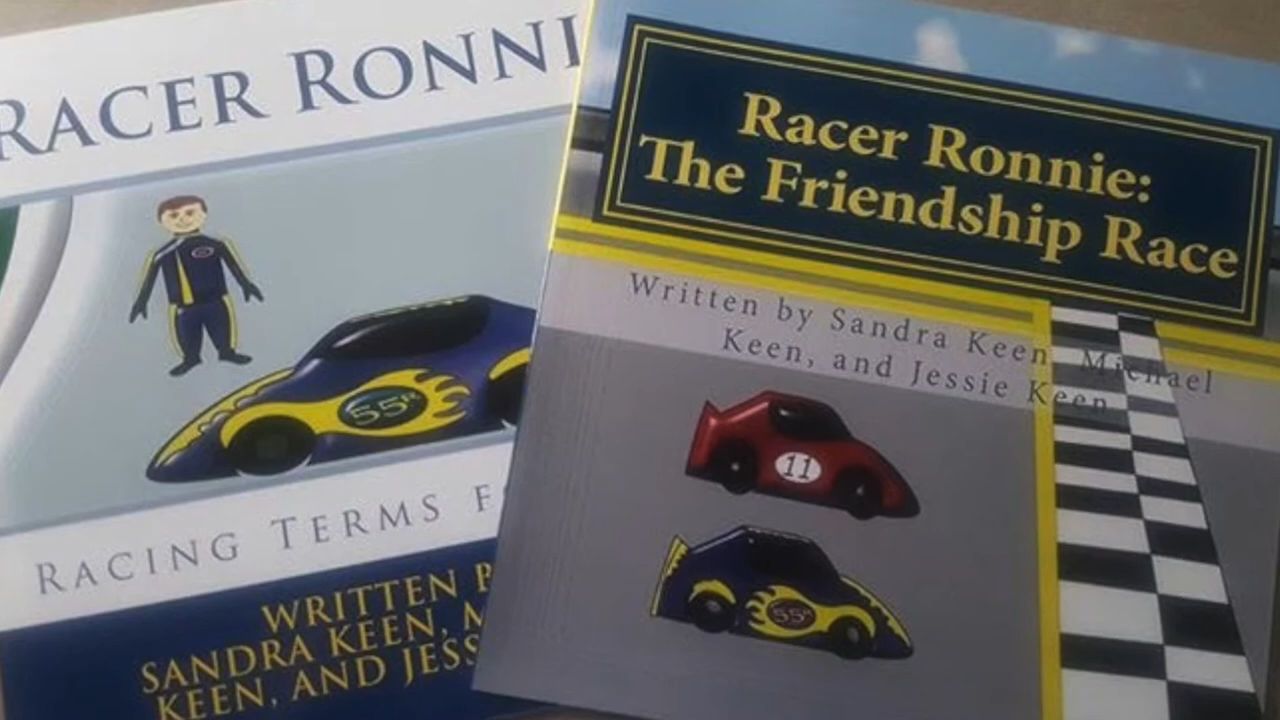 RACER RONNI
55R
RACING TERMS F
WRITTEN B
SANDRA KEEN, M
KEEN, AND JESS
Racer Ronnie:
The Friendship Race
Written by Sandra Keen, Michael
Keen, and Jessie Keen
11
55R